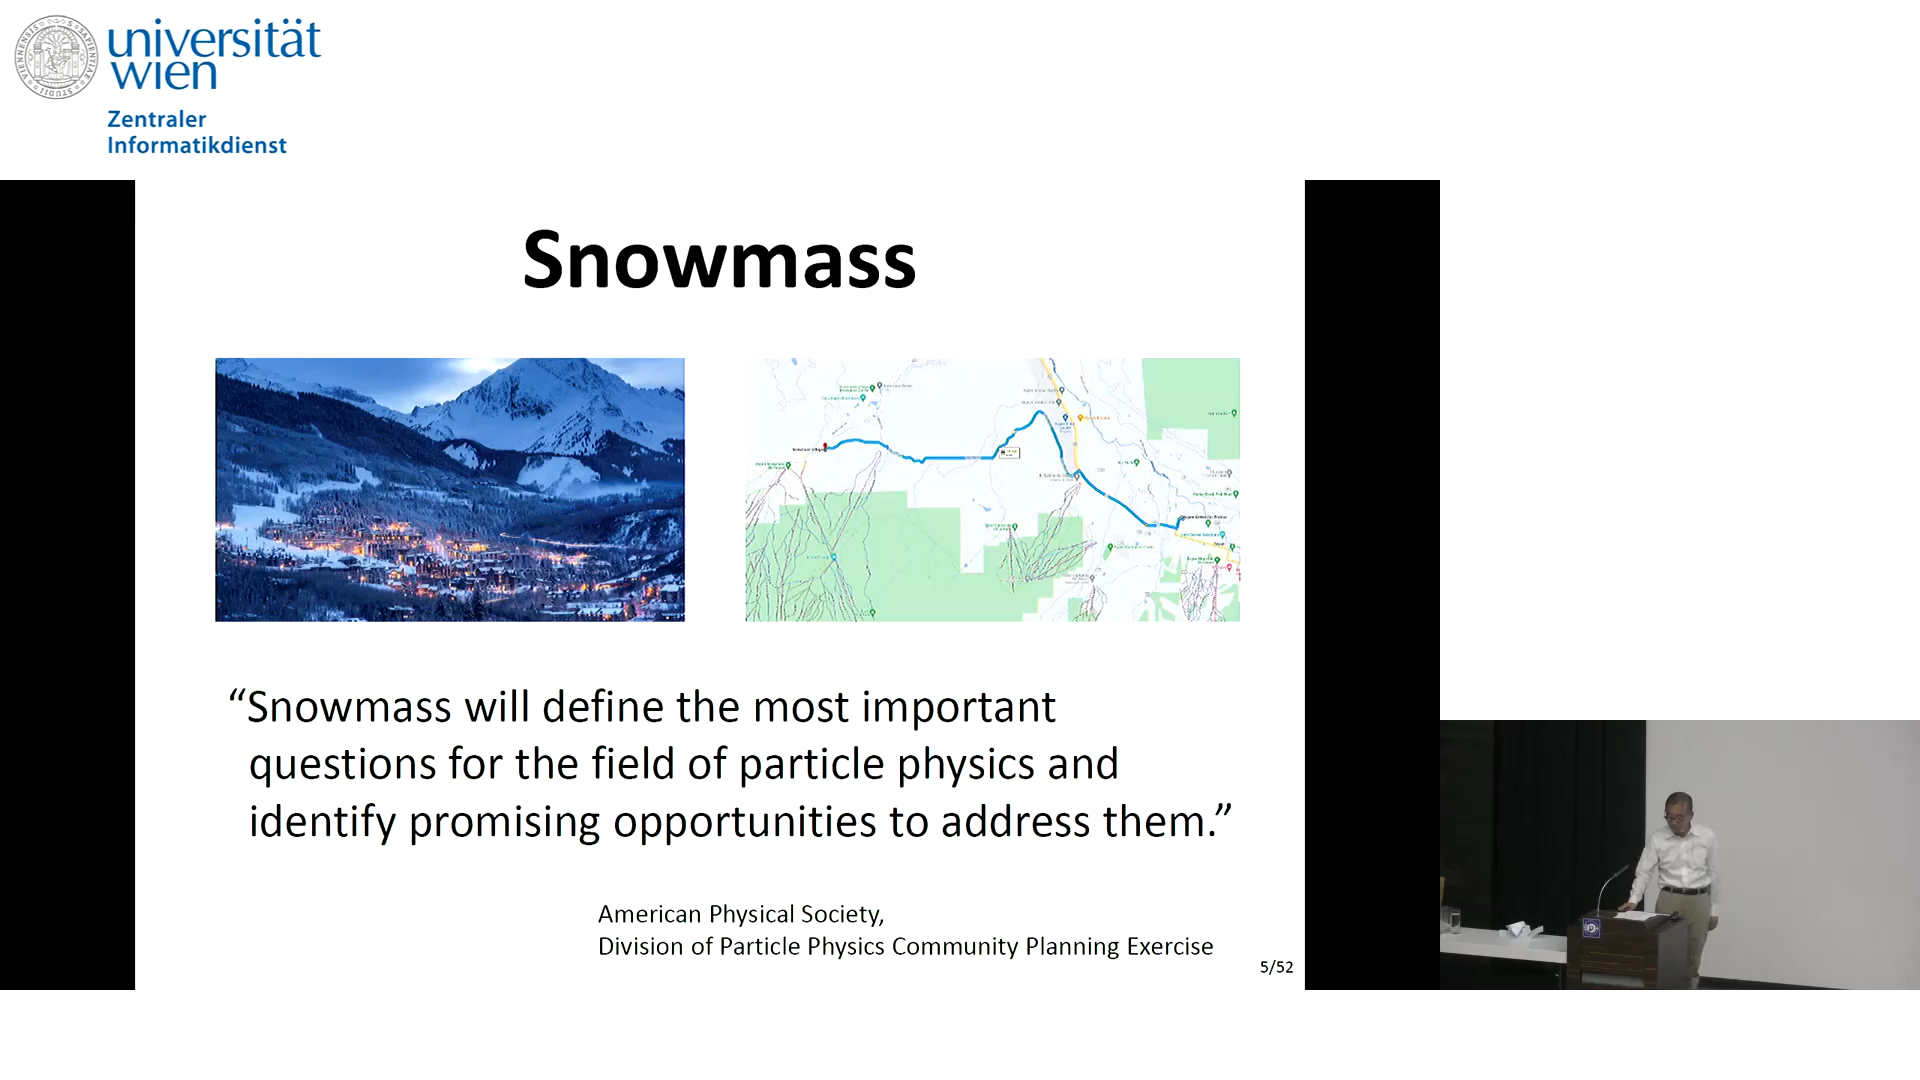 universität
wien
Zentraler
Informatikdienst
Snowmass
“Snowmass will define the most important
questions for the field of particle physics and
identify promising opportunities to address them.”
American Physical Society,
Division of Particle Physics Community Planning Exercise
5/52